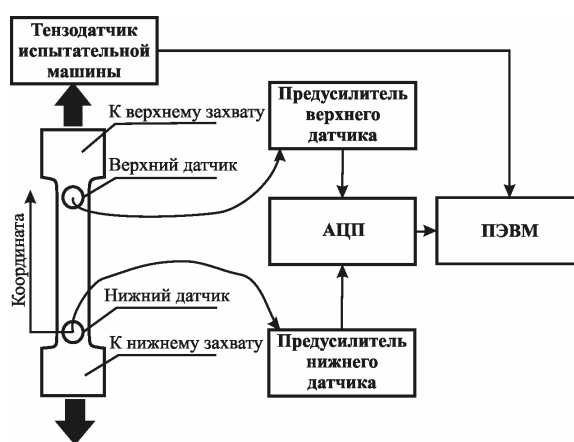 Тензодатчик
испытательной
машины
К верхнему захвату
Верхний датчик
Предусилитель
верхнего
датчика
АЦП
ПЭВМ
Координата
Нижний датчик
К нижнему захвату
Предусилитель
нижнего
датчика